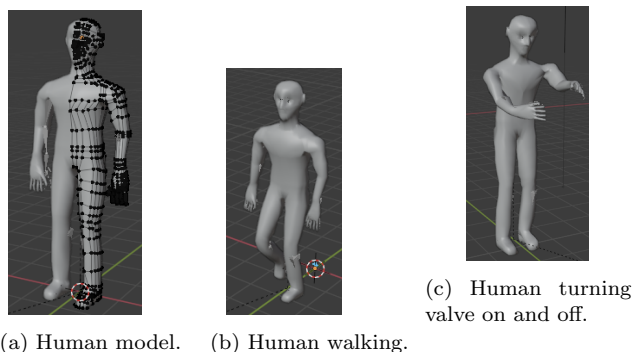 (a) Human model.
(b) Human walking.
(c) Human turning
valve on and off.